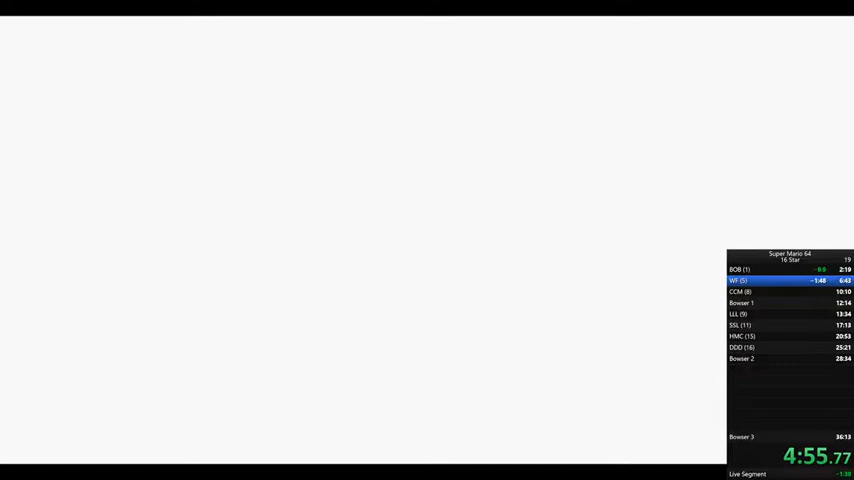 Super Mario 64
16 Star 19
BOB (1) −9.9 2:19
WF (5) −1:48 6:43
CCM (8) 10:10
Bowser 1 12:14
LLL (9) 13:34
SSL (11) 17:13
HMC (15) 20:53
DDD (16) 25:21
Bowser 2 28:34
Bowser 3 36:13
4:55.77
Live Segment −1:38